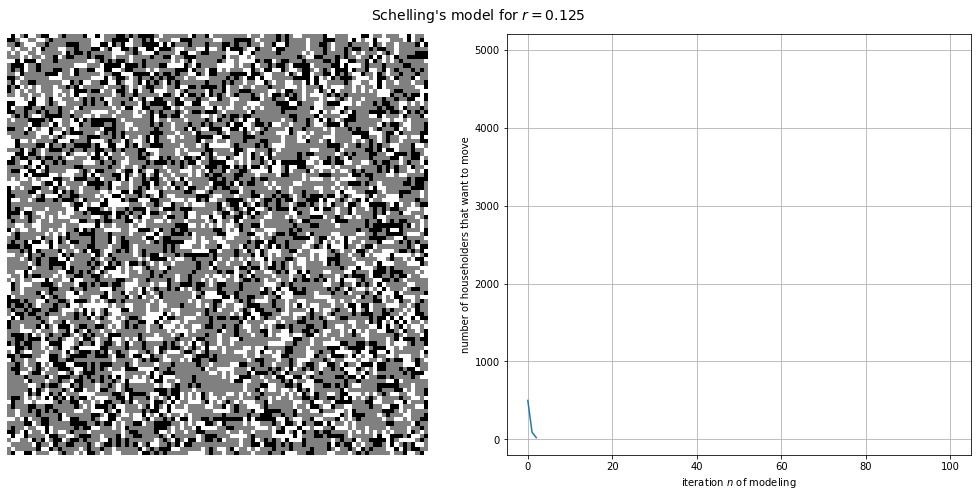 Schelling's model for r = 0.125
number of householders that want to move
5000
4000
3000
2000
1000
0
0 20 40 60 80 100
iteration n of modeling